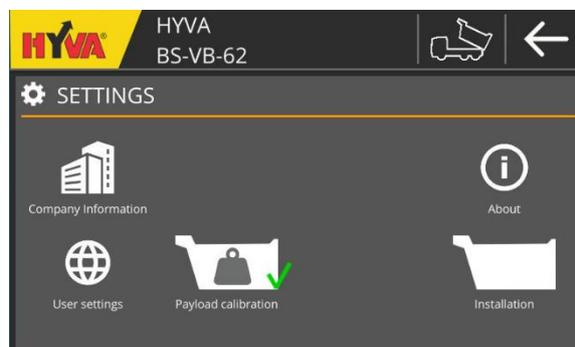 HYVA®
HYVA
BS-VB-62
SETTINGS
Company Information
About
User settings
Payload calibration
Installation